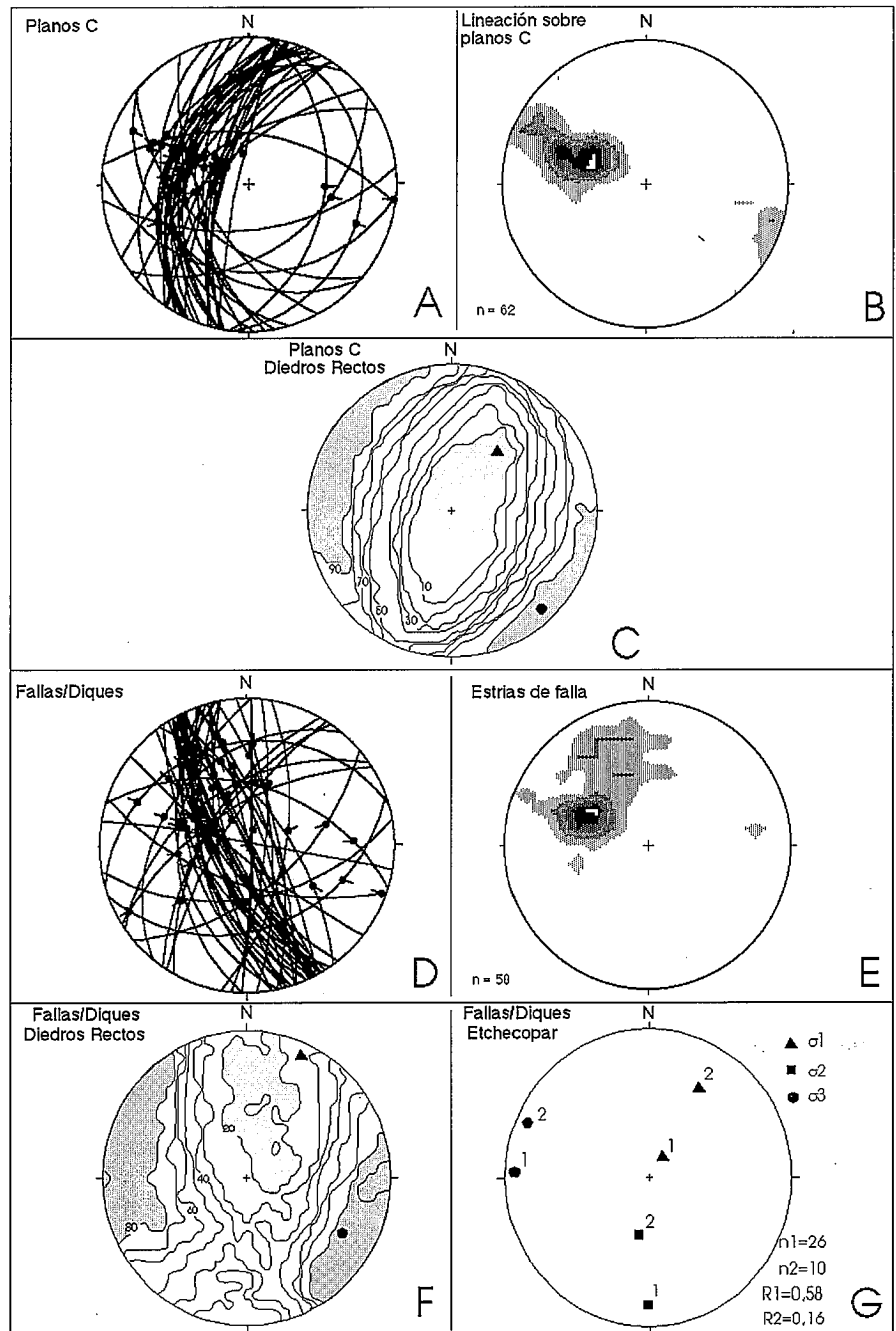 Planos C
N
A
Lineación sobre
planos C
N
n = 62
B
Planos C
Diedros Rectos
N
90
70
50
30
10
C
Fallas/Diques
N
D
Estrias de falla
N
n = 50
E
Fallas/Diques
Diedros Rectos
N
20
40
60
80
F
Fallas/Diques
Etchecopar
N
σ1
σ2
σ3
2
2
1
1
2
1
n1=26
n2=10
R1=0,58
R2=0,16
G